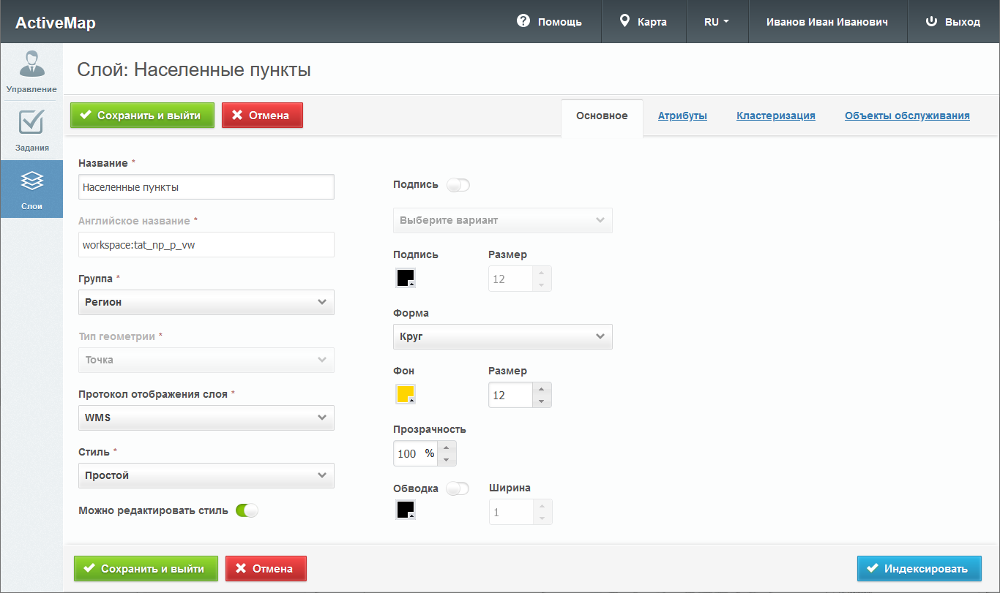 ActiveMap
Помощь
Карта
RU
Иванов Иван Иванович
Выход
Управление
Задания
Слои
Слой: Населенные пункты
Сохранить и выйти
Отмена
Основное
Атрибуты
Кластеризация
Объекты обслуживания
Название *
Населенные пункты
Английское название *
workspace:tat_np_p_vw
Группа *
Регион
Тип геометрии *
Точка
Протокол отображения слоя *
WMS
Стиль *
Простой
Можно редактировать стиль
Подпись
Выберите вариант
Подпись
Размер
12
Форма
Круг
Фон
Размер
12
Прозрачность
100 %
Обводка
Ширина
1
Сохранить и выйти
Отмена
Индексировать